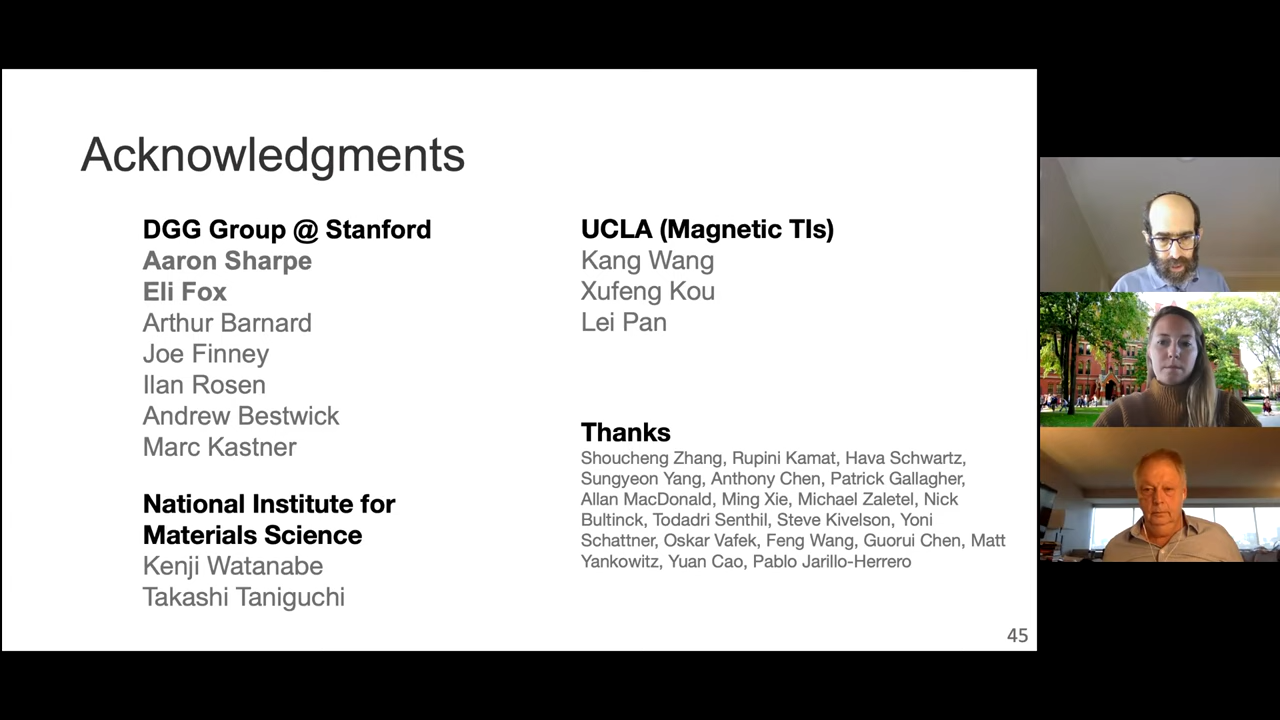 Acknowledgments
DGG Group @ Stanford
Aaron Sharpe
Eli Fox
Arthur Barnard
Joe Finney
Ilan Rosen
Andrew Bestwick
Marc Kastner
National Institute for
Materials Science
Kenji Watanabe
Takashi Taniguchi
UCLA (Magnetic TIs)
Kang Wang
Xufeng Kou
Lei Pan
Thanks
Shoucheng Zhang, Rupini Kamat, Hava Schwartz,
Sungyeon Yang, Anthony Chen, Patrick Gallagher,
Allan MacDonald, Ming Xie, Michael Zaletel, Nick
Bultinck, Todadri Senthil, Steve Kivelson, Yoni
Schattner, Oskar Vafek, Feng Wang, Guorui Chen, Matt
Yankowitz, Yuan Cao, Pablo Jarillo-Herrero
45